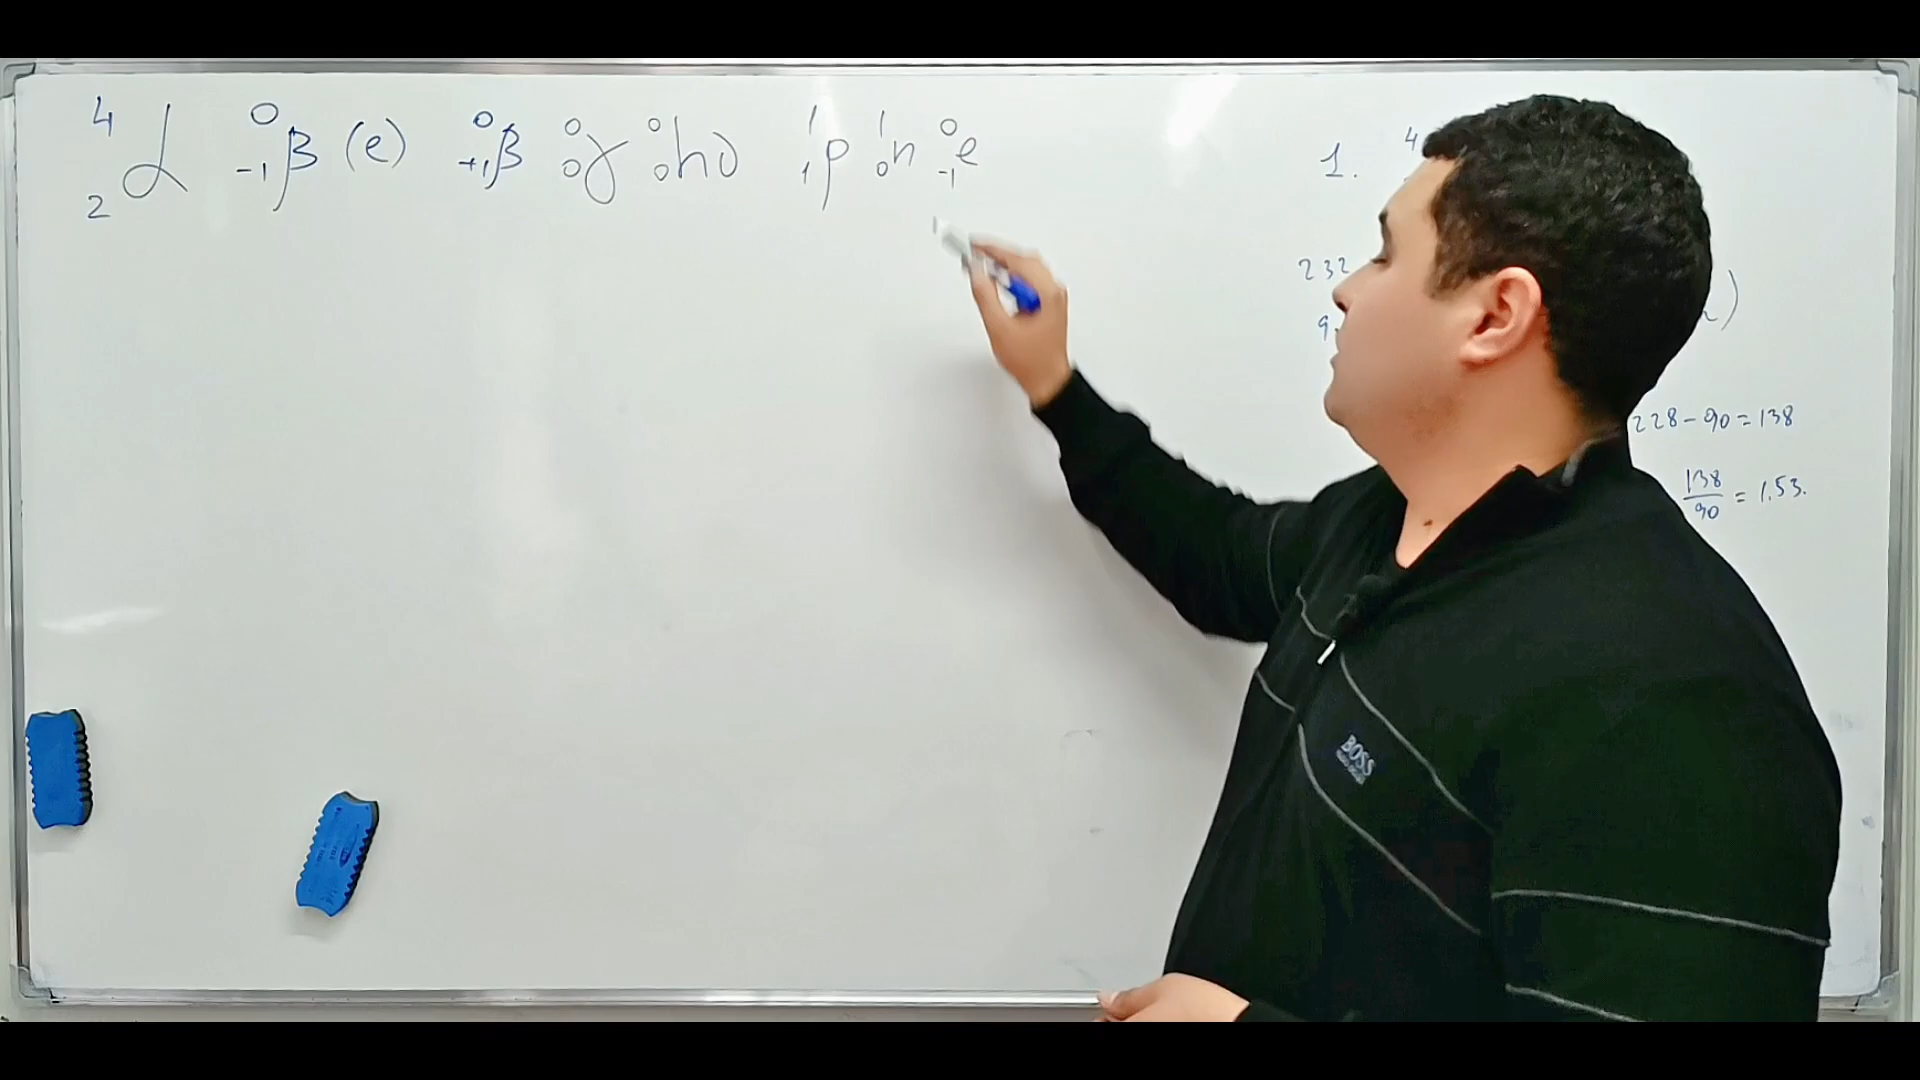 ⁴₂α ⁰₋₁β (e) ⁰₊₁β ⁰₀γ ⁰₀hν ¹₁p ¹₀n ⁰₋₁e
1. 4
232
9
)
228 - 90 = 138
138/90 = 1.53.
BOSS